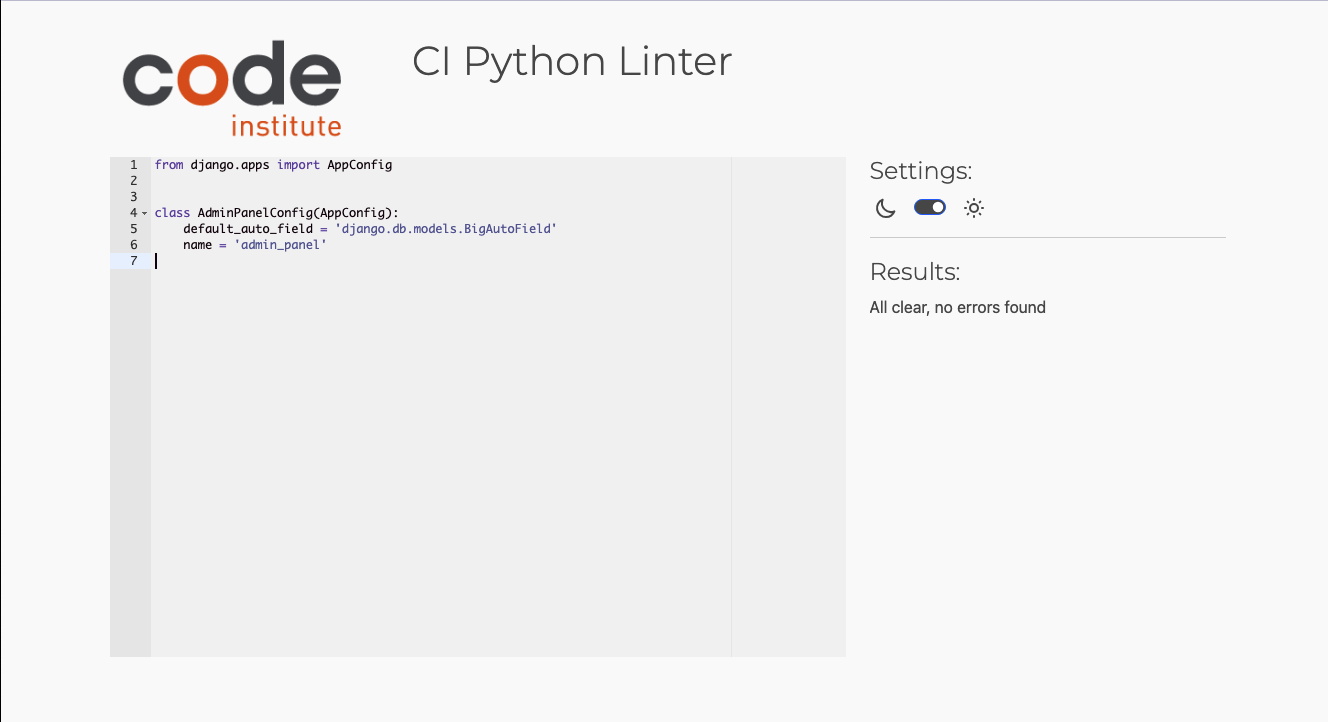 code
institute
CI Python Linter
1 from django.apps import AppConfig
2
3
4 class AdminPanelConfig(AppConfig):
5     default_auto_field = 'django.db.models.BigAutoField'
6     name = 'admin_panel'
7
Settings:
Results:
All clear, no errors found